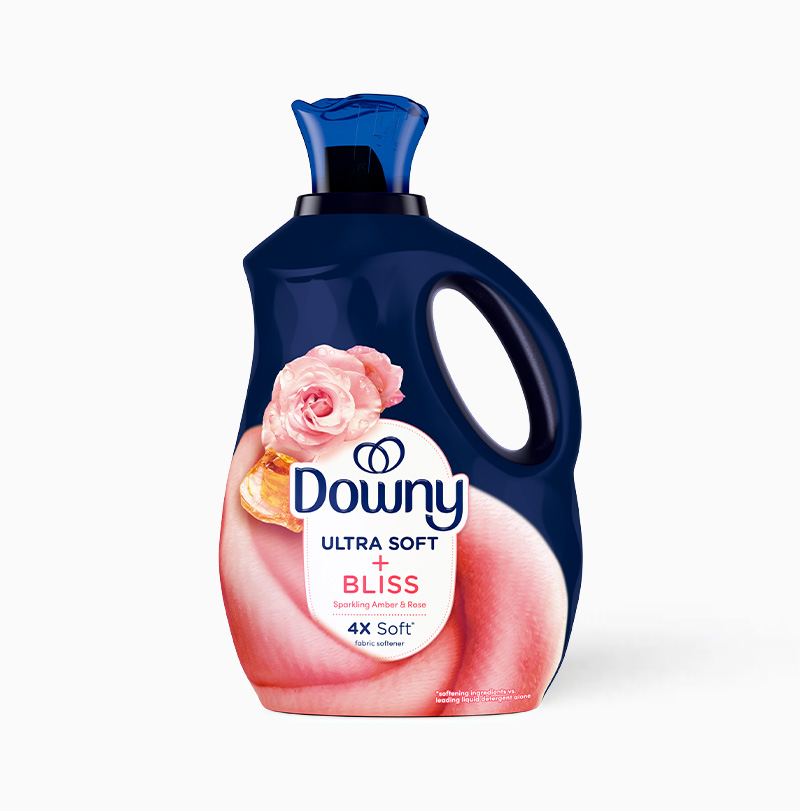 Downy
ULTRA SOFT
+
BLISS
Sparkling Amber & Rose
4X Soft*
fabric softener
*softening ingredients vs.
leading liquid detergent alone